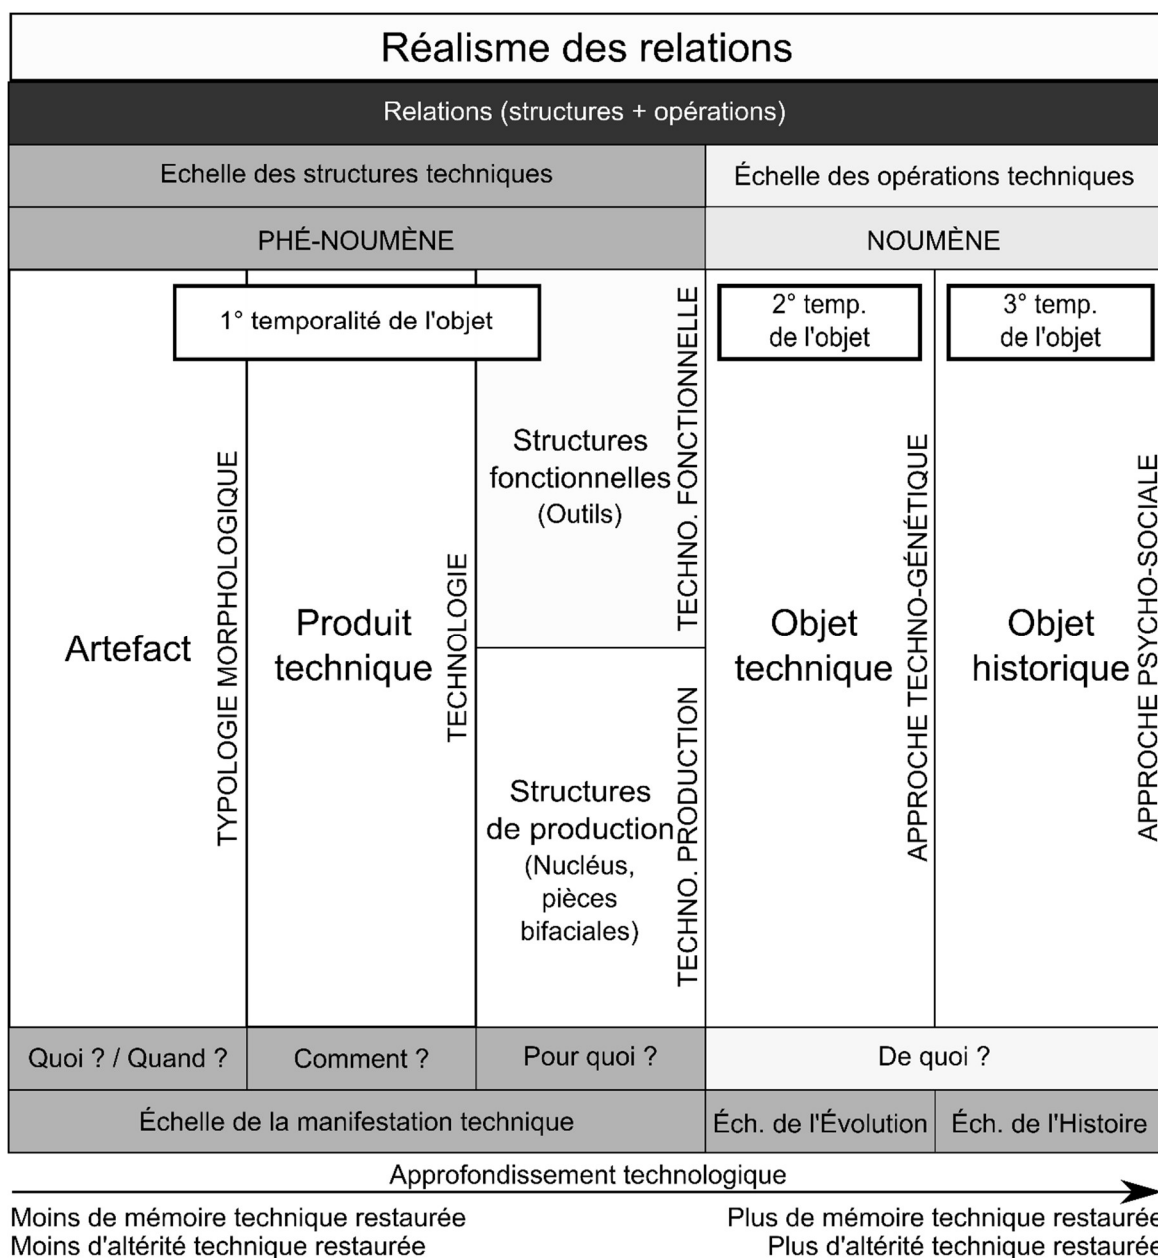 Réalisme des relations
Relations (structures + opérations)
Echelle des structures techniques
Échelle des opérations techniques
PHÉ-NOUMÈNE
NOUMÈNE
1° temporalité de l'objet
2° temp.
de l'objet
3° temp.
de l'objet
Artefact
TYPOLOGIE MORPHOLOGIQUE
Produit
technique
TECHNOLOGIE
Structures
fonctionnelles
(Outils)
TECHNO. FONCTIONNELLE
Structures
de production
(Nucléus,
pièces
bifaciales)
TECHNO. PRODUCTION
Objet
technique
APPROCHE TECHNO-GÉNÉTIQUE
Objet
historique
APPROCHE PSYCHO-SOCIALE
Quoi ? / Quand ?
Comment ?
Pour quoi ?
De quoi ?
Échelle de la manifestation technique
Éch. de l'Évolution
Éch. de l'Histoire
Approfondissement technologique
Moins de mémoire technique restaurée
Moins d'altérité technique restaurée
Plus de mémoire technique restaurée
Plus d'altérité technique restaurée